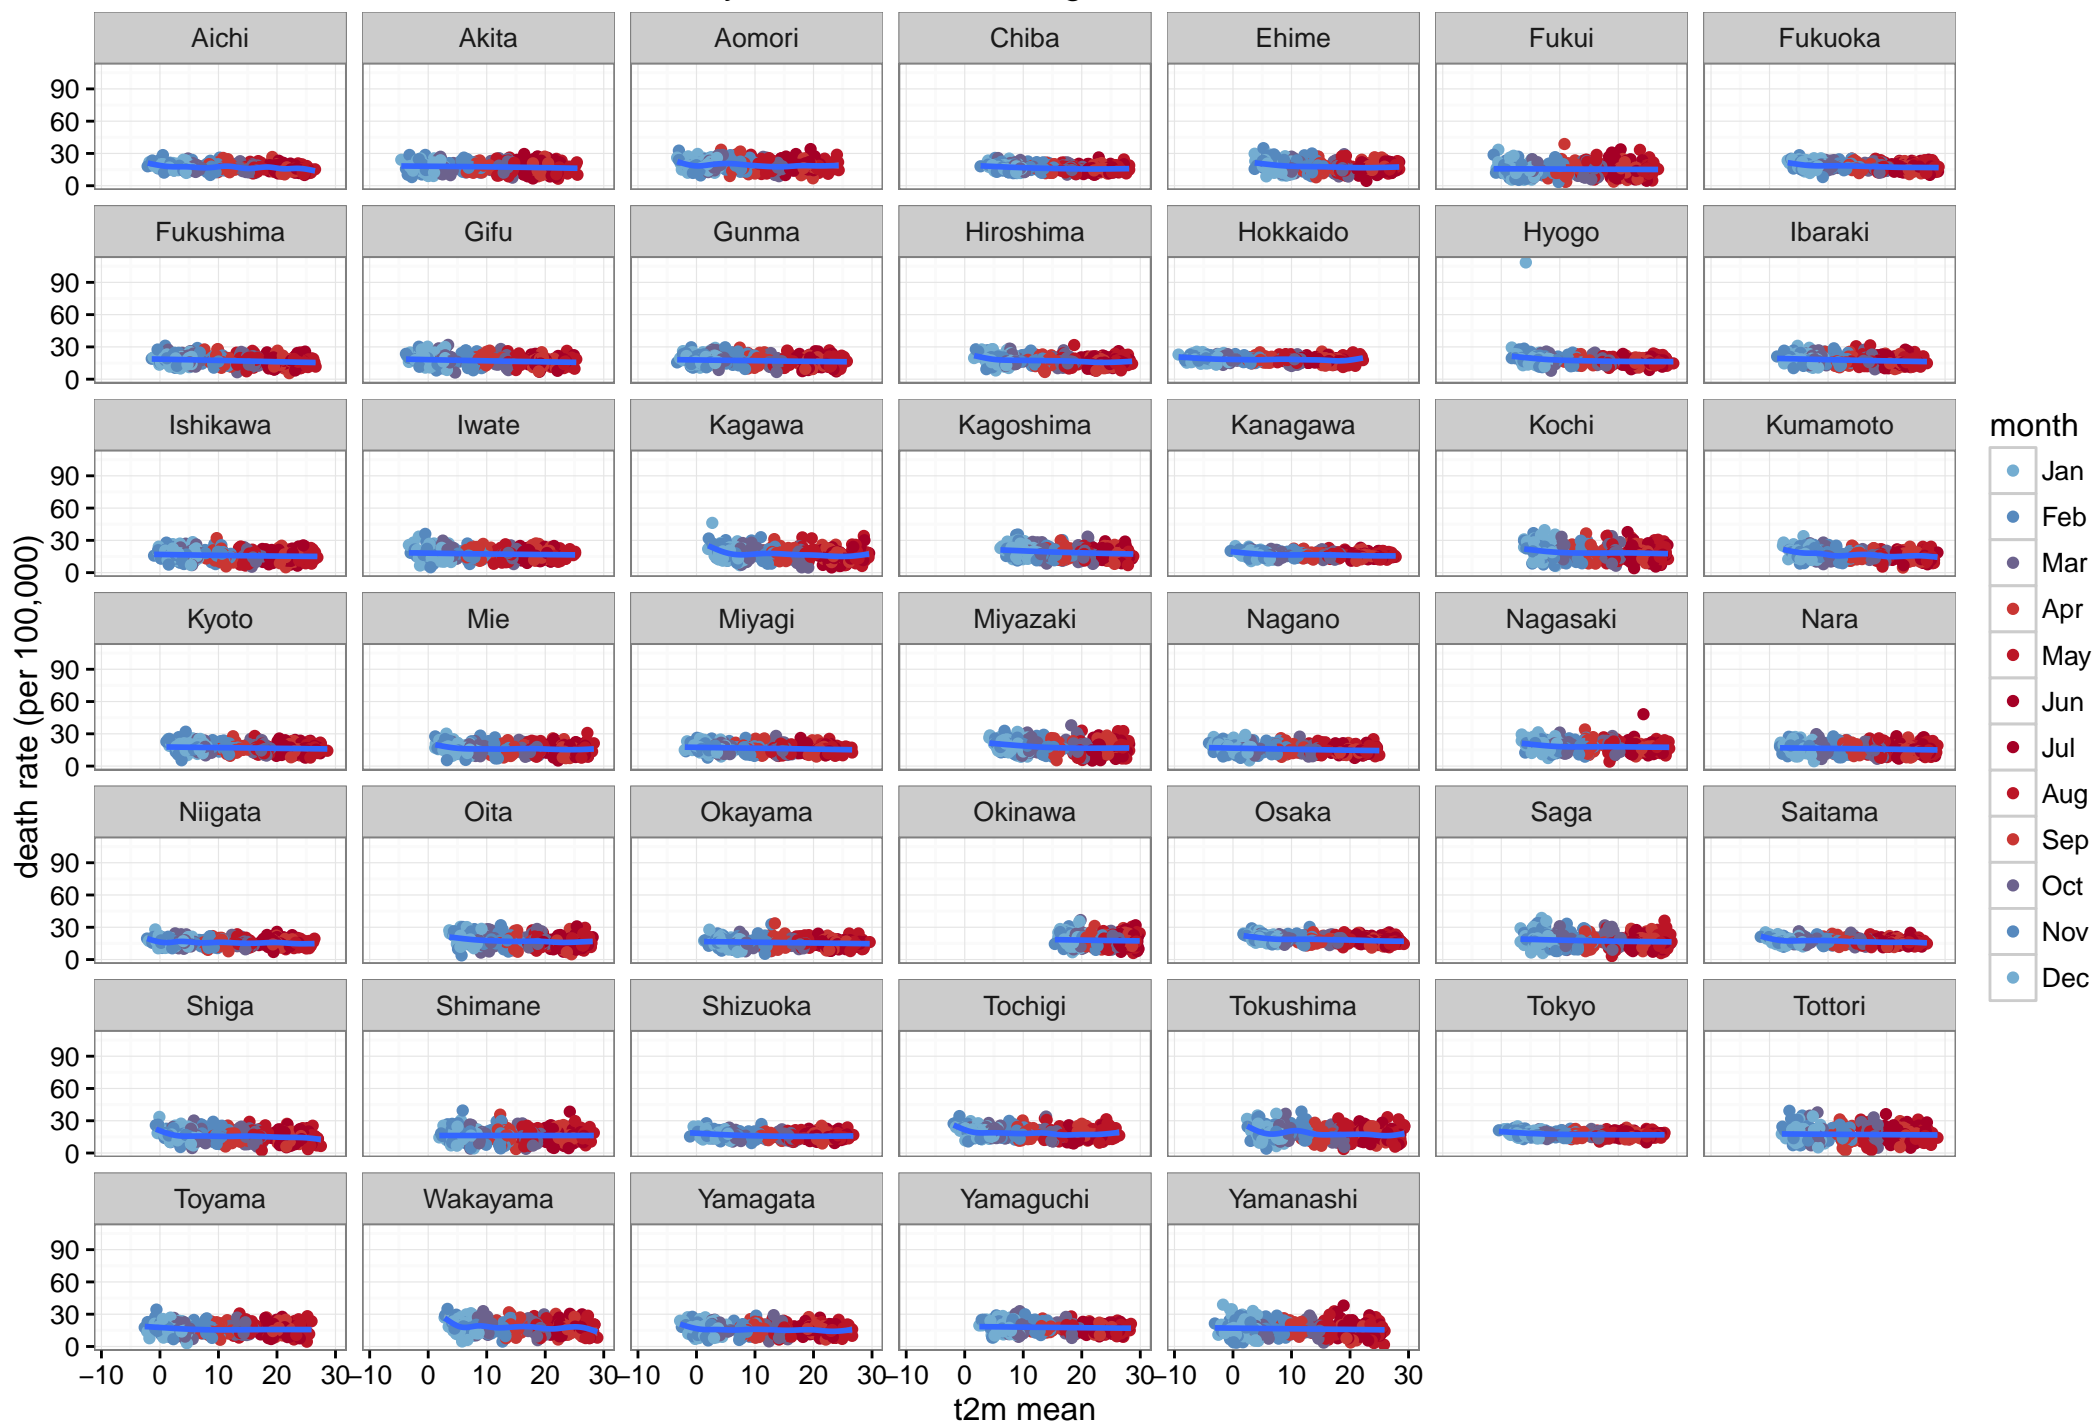 Aichi Akita Aomori Chiba Ehime Fukui Fukuoka
90
60
30
0
Fukushima Gifu Gunma Hiroshima Hokkaido Hyogo Ibaraki
90
60
30
0
Ishikawa Iwate Kagawa Kagoshima Kanagawa Kochi Kumamoto
90
60
30
0
Kyoto Mie Miyagi Miyazaki Nagano Nagasaki Nara
90
60
30
0
Niigata Oita Okayama Okinawa Osaka Saga Saitama
90
60
30
0
Shiga Shimane Shizuoka Tochigi Tokushima Tokyo Tottori
90
60
30
0
Toyama Wakayama Yamagata Yamaguchi Yamanashi
90
60
30
0
−10 0 10 20 30 −10 0 10 20 30 −10 0 10 20 30 −10 0 10 20 30 −10 0 10 20 30
t2m mean
death rate (per 100,000)
month
Jan
Feb
Mar
Apr
May
Jun
Jul
Aug
Sep
Oct
Nov
Dec